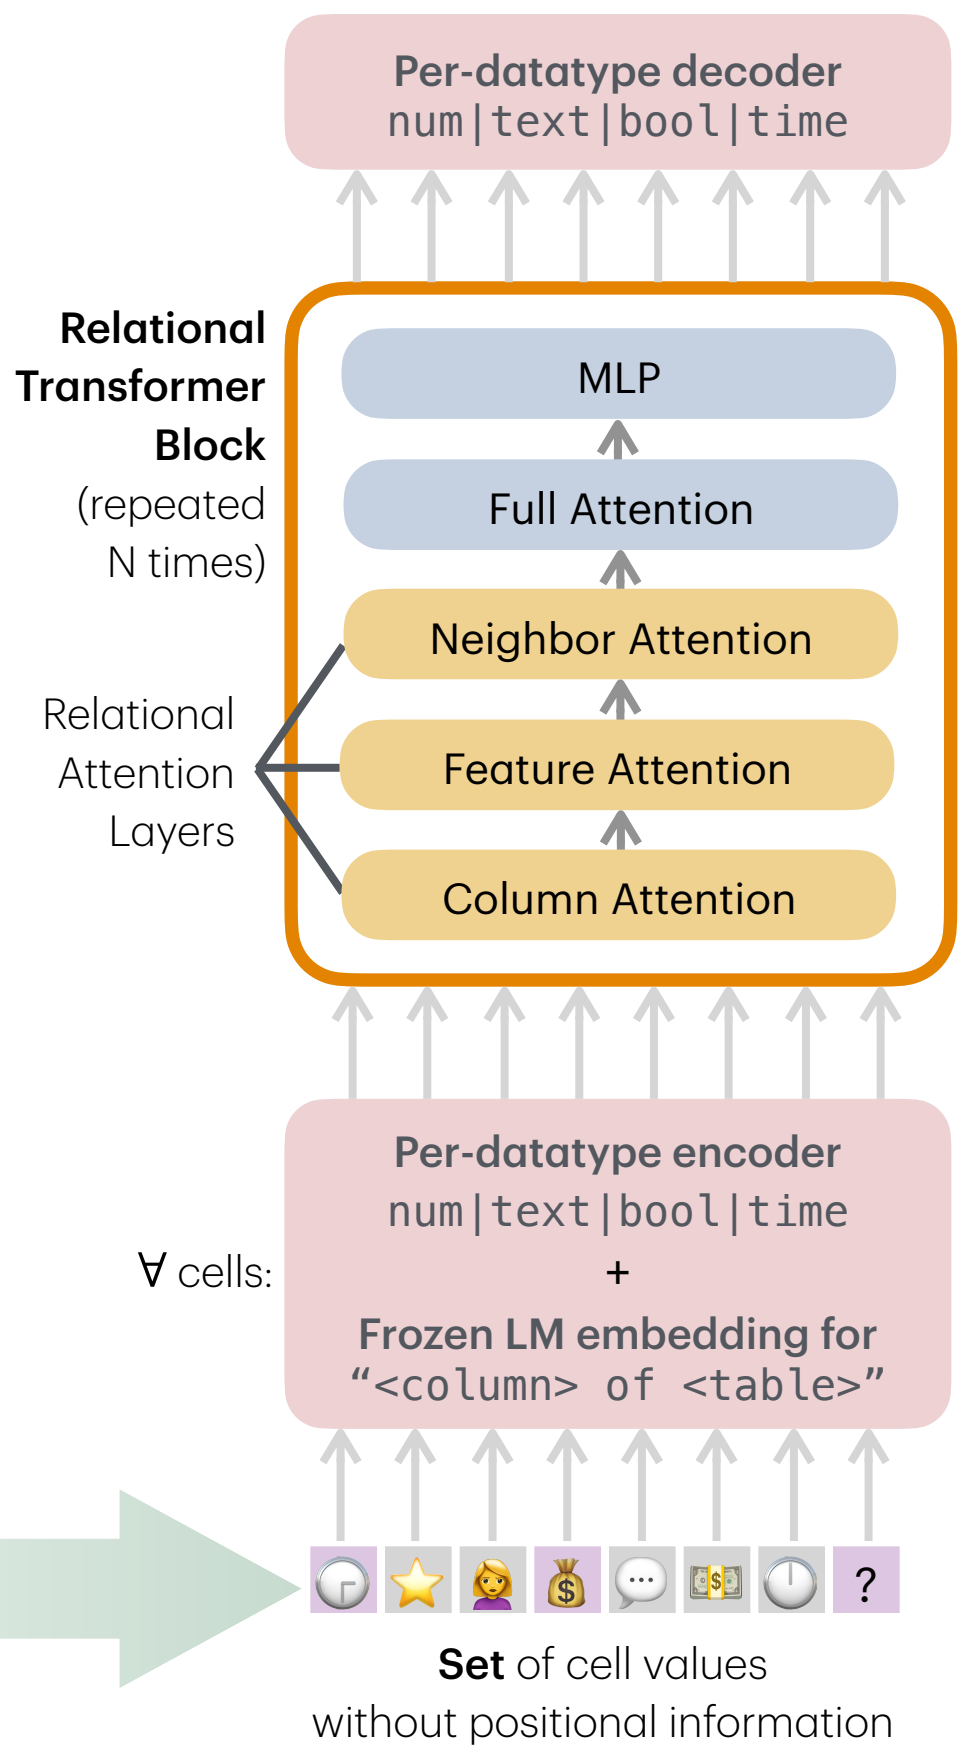 Per-datatype decoder
num|text|bool|time
Relational
Transformer
Block
(repeated
N times)
MLP
Full Attention
Neighbor Attention
Feature Attention
Column Attention
Relational
Attention
Layers
Per-datatype encoder
num|text|bool|time
+
Frozen LM embedding for
“<column> of <table>”
∀ cells:
?
Set of cell values
without positional information